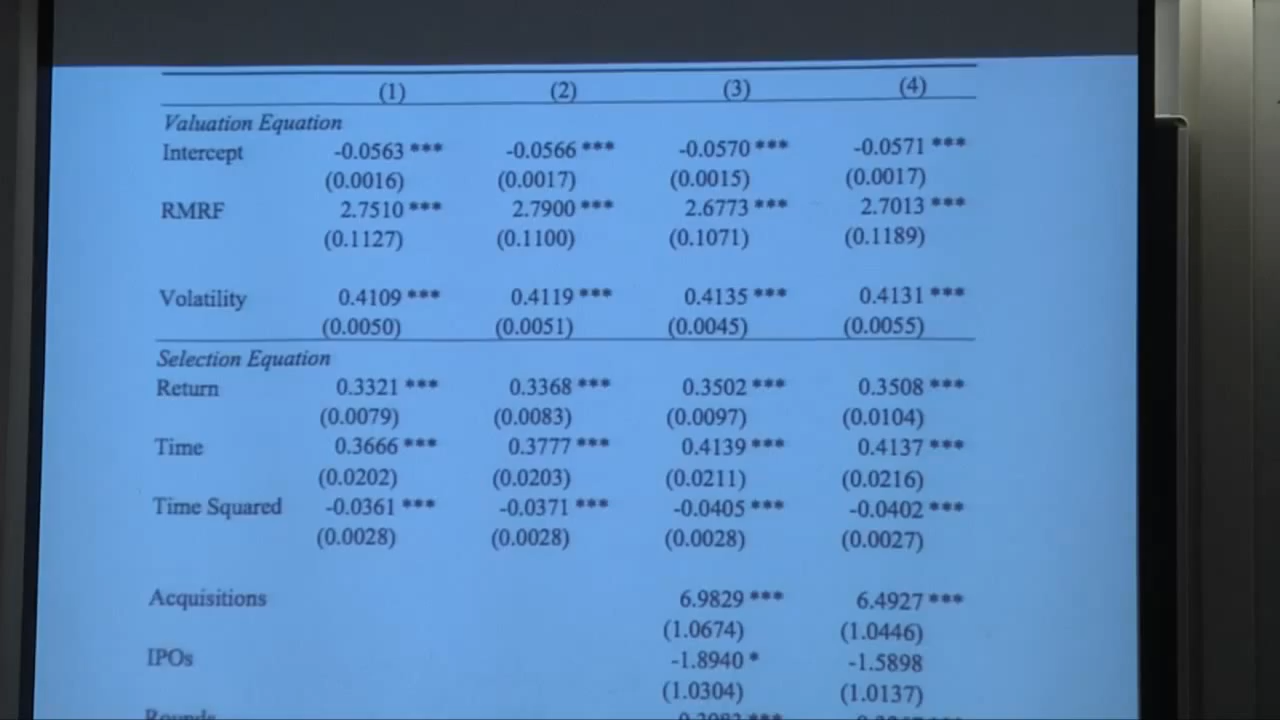 (1) (2) (3) (4)
Valuation Equation
Intercept -0.0563 *** -0.0566 *** -0.0570 *** -0.0571 ***
(0.0016) (0.0017) (0.0015) (0.0017)
RMRF 2.7510 *** 2.7900 *** 2.6773 *** 2.7013 ***
(0.1127) (0.1100) (0.1071) (0.1189)
Volatility 0.4109 *** 0.4119 *** 0.4135 *** 0.4131 ***
(0.0050) (0.0051) (0.0045) (0.0055)
Selection Equation
Return 0.3321 *** 0.3368 *** 0.3502 *** 0.3508 ***
(0.0079) (0.0083) (0.0097) (0.0104)
Time 0.3666 *** 0.3777 *** 0.4139 *** 0.4137 ***
(0.0202) (0.0203) (0.0211) (0.0216)
Time Squared -0.0361 *** -0.0371 *** -0.0405 *** -0.0402 ***
(0.0028) (0.0028) (0.0028) (0.0027)
Acquisitions 6.9829 *** 6.4927 ***
(1.0674) (1.0446)
IPOs -1.8940 * -1.5898
(1.0304) (1.0137)
Rounds